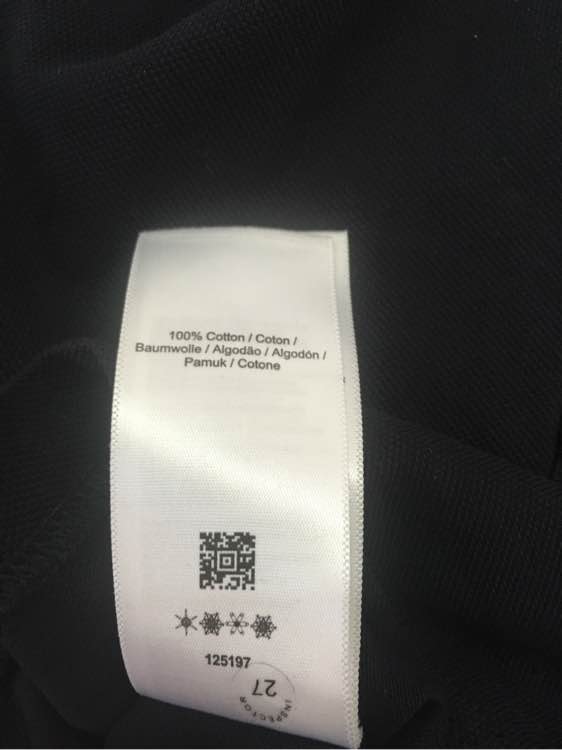 100% Cotton / Coton /
Baumwolle / Algodão / Algodón /
Pamuk / Cotone
125197
27
INSPECTOR